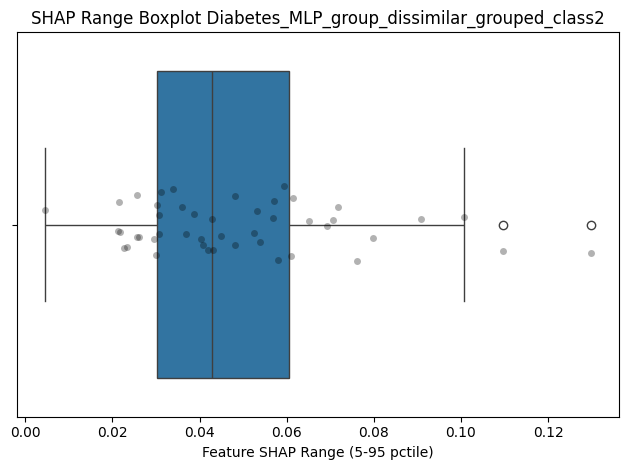 SHAP Range Boxplot Diabetes_MLP_group_dissimilar_grouped_class2
0.00 0.02 0.04 0.06 0.08 0.10 0.12
Feature SHAP Range (5-95 pctile)